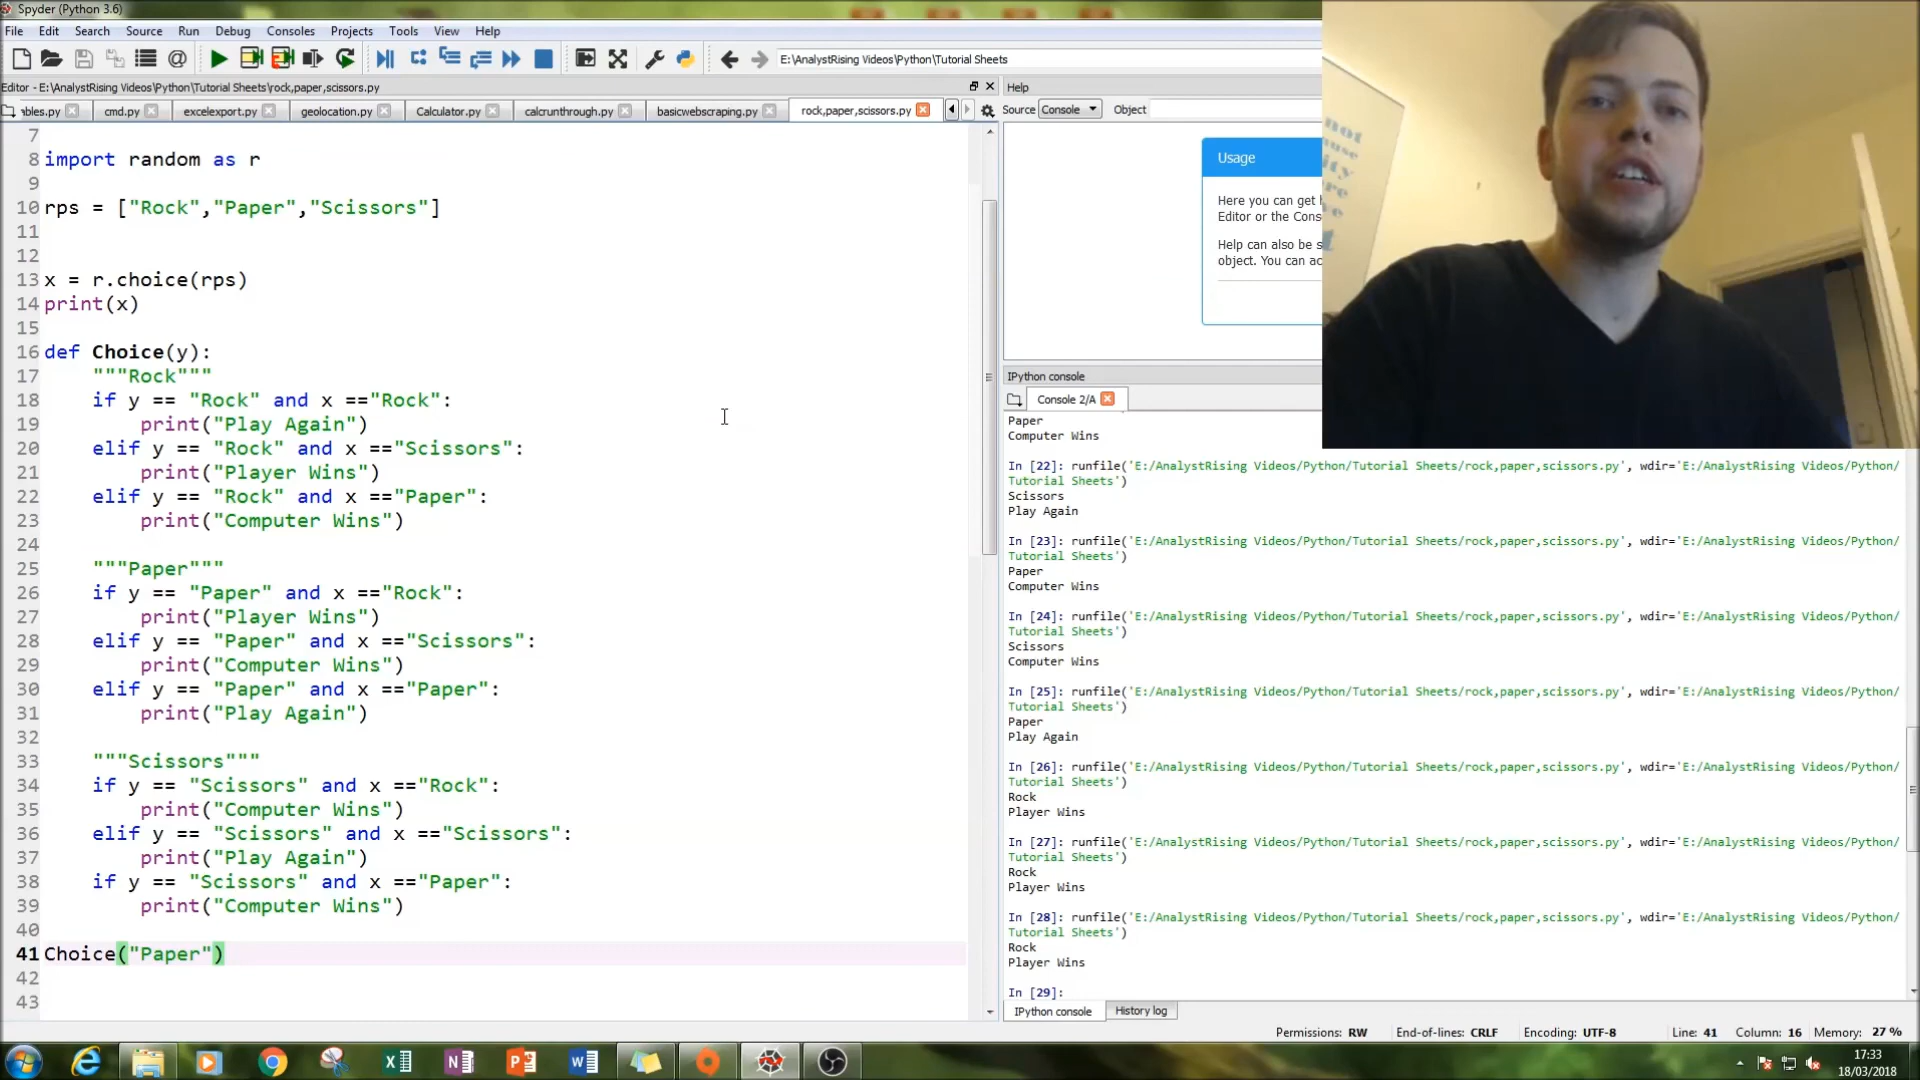 Spyder (Python 3.6)
File Edit Search Source Run Debug Consoles Projects Tools View Help
E:\AnalystRising Videos\Python\Tutorial Sheets
Editor - E:\AnalystRising Videos\Python\Tutorial Sheets\rock,paper,scissors.py
ables.py cmd.py excelexport.py geolocation.py Calculator.py calcrunthrough.py basicwebscraping.py rock,paper,scissors.py
7
8 import random as r
9
10 rps = ["Rock","Paper","Scissors"]
11
12
13 x = r.choice(rps)
14 print(x)
15
16 def Choice(y):
17 """Rock"""
18 if y == "Rock" and x =="Rock":
19 print("Play Again")
20 elif y == "Rock" and x =="Scissors":
21 print("Player Wins")
22 elif y == "Rock" and x =="Paper":
23 print("Computer Wins")
24
25 """Paper"""
26 if y == "Paper" and x =="Rock":
27 print("Player Wins")
28 elif y == "Paper" and x =="Scissors":
29 print("Computer Wins")
30 elif y == "Paper" and x =="Paper":
31 print("Play Again")
32
33 """Scissors"""
34 if y == "Scissors" and x =="Rock":
35 print("Computer Wins")
36 elif y == "Scissors" and x =="Scissors":
37 print("Play Again")
38 if y == "Scissors" and x =="Paper":
39 print("Computer Wins")
40
41 Choice("Paper")
42
43
Help
Source Console Object
Usage
Here you can get
Editor or the Cons
Help can also be s
object. You can ac
IPython console
Console 2/A
Paper
Computer Wins
In [22]: runfile('E:/AnalystRising Videos/Python/Tutorial Sheets/rock,paper,scissors.py', wdir='E:/AnalystRising Videos/Python/
Tutorial Sheets')
Scissors
Play Again
In [23]: runfile('E:/AnalystRising Videos/Python/Tutorial Sheets/rock,paper,scissors.py', wdir='E:/AnalystRising Videos/Python/
Tutorial Sheets')
Paper
Computer Wins
In [24]: runfile('E:/AnalystRising Videos/Python/Tutorial Sheets/rock,paper,scissors.py', wdir='E:/AnalystRising Videos/Python/
Tutorial Sheets')
Scissors
Computer Wins
In [25]: runfile('E:/AnalystRising Videos/Python/Tutorial Sheets/rock,paper,scissors.py', wdir='E:/AnalystRising Videos/Python/
Tutorial Sheets')
Paper
Play Again
In [26]: runfile('E:/AnalystRising Videos/Python/Tutorial Sheets/rock,paper,scissors.py', wdir='E:/AnalystRising Videos/Python/
Tutorial Sheets')
Rock
Player Wins
In [27]: runfile('E:/AnalystRising Videos/Python/Tutorial Sheets/rock,paper,scissors.py', wdir='E:/AnalystRising Videos/Python/
Tutorial Sheets')
Rock
Player Wins
In [28]: runfile('E:/AnalystRising Videos/Python/Tutorial Sheets/rock,paper,scissors.py', wdir='E:/AnalystRising Videos/Python/
Tutorial Sheets')
Rock
Player Wins
In [29]:
IPython console History log
Permissions: RW End-of-lines: CRLF Encoding: UTF-8 Line: 41 Column: 16 Memory: 27 %
17:33
18/03/2018